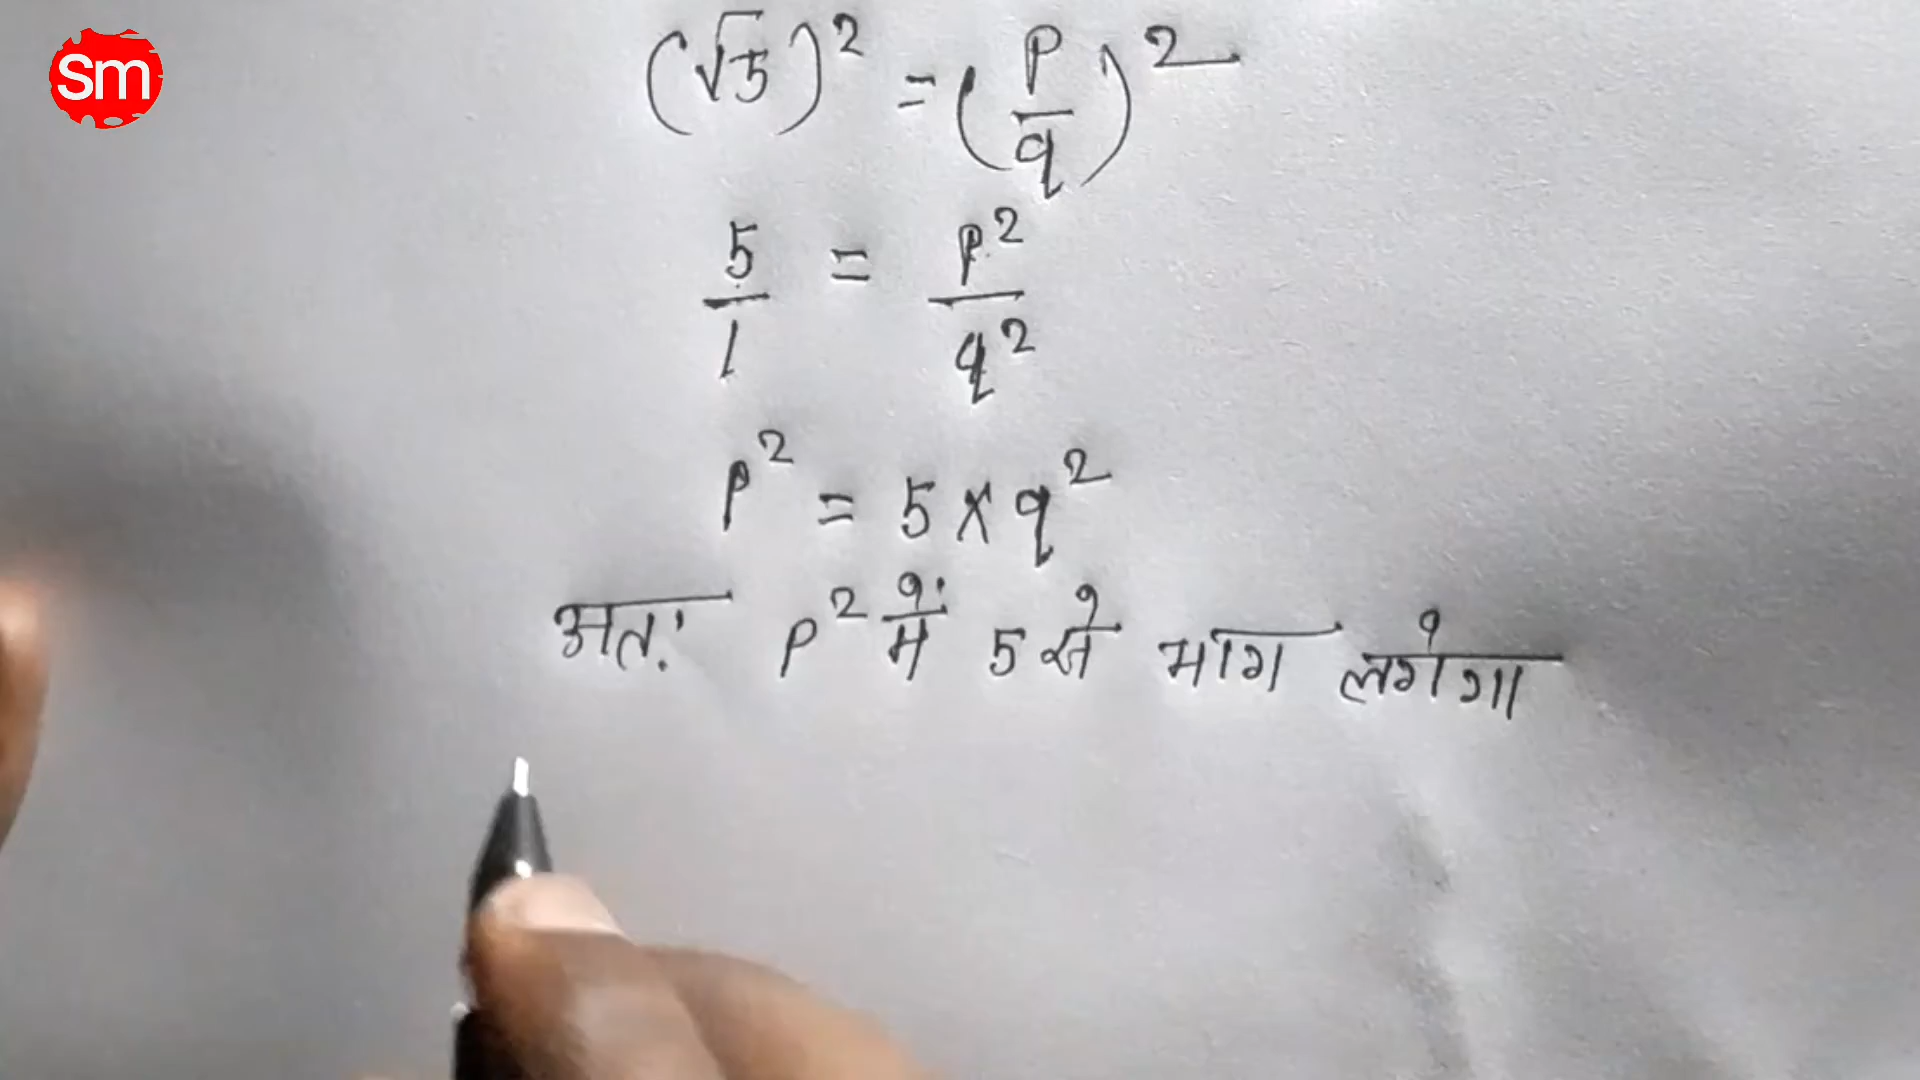 Sm
(√5)² = (p/q)²
5/1 = p²/q²
p² = 5 × q²
अतः p² में 5 से भाग लगेगा